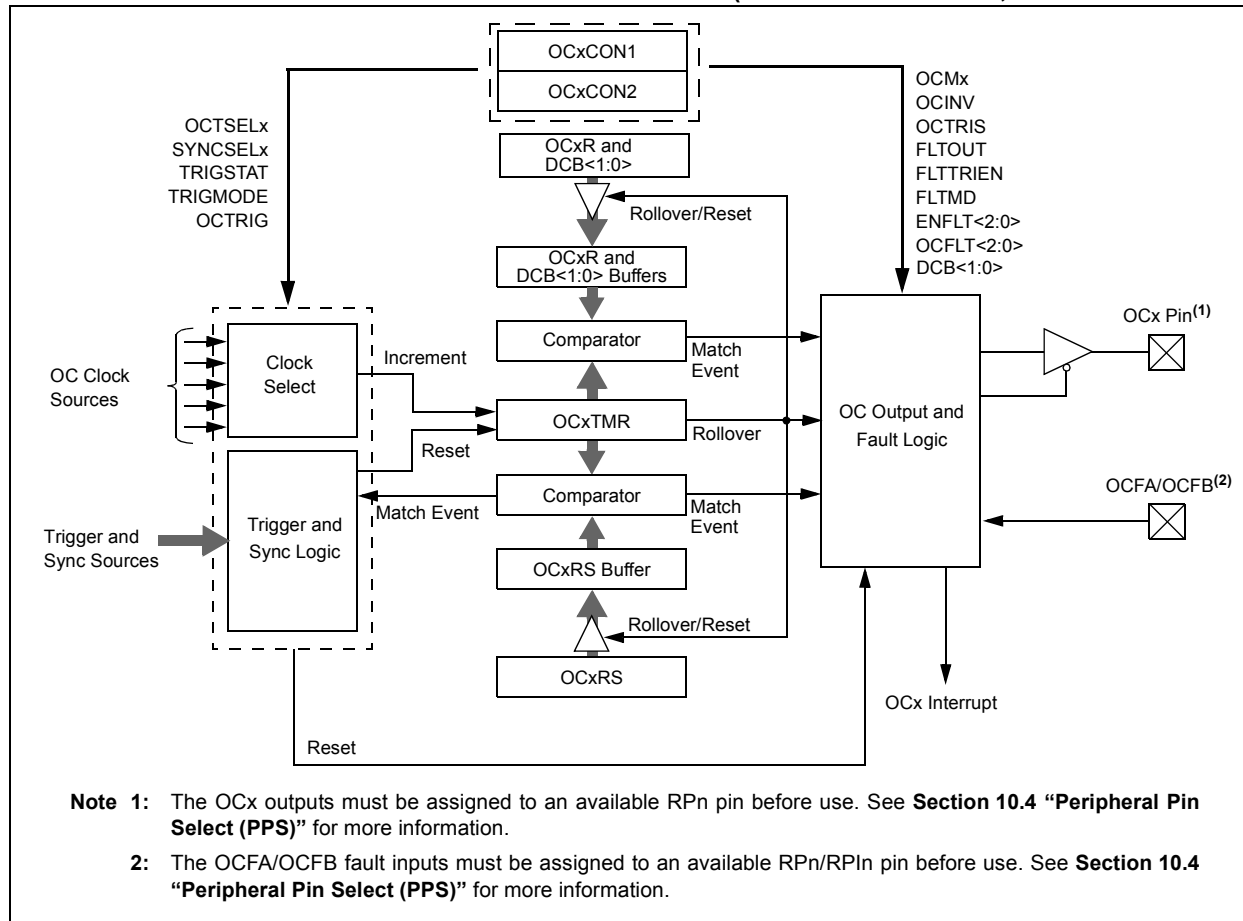 OCxCON1
OCxCON2
OCTSELx
SYNCSELx
TRIGSTAT
TRIGMODE
OCTRIG
OCMx
OCINV
OCTRIS
FLTOUT
FLTTRIEN
FLTMD
ENFLT<2:0>
OCFLT<2:0>
DCB<1:0>
OCxR and
DCB<1:0>
Rollover/Reset
OCxR and
DCB<1:0> Buffers
OC Clock
Sources
Clock
Select
Increment
Comparator
Match
Event
OCxTMR
Rollover
Reset
OC Output and
Fault Logic
OCx Pin(1)
OCFA/OCFB(2)
Trigger and
Sync Sources
Trigger and
Sync Logic
Match Event
Comparator
Match
Event
OCxRS Buffer
Rollover/Reset
OCxRS
OCx Interrupt
Reset
Note 1: The OCx outputs must be assigned to an available RPn pin before use. See Section 10.4 “Peripheral Pin
Select (PPS)” for more information.
2: The OCFA/OCFB fault inputs must be assigned to an available RPn/RPIn pin before use. See Section 10.4
“Peripheral Pin Select (PPS)” for more information.